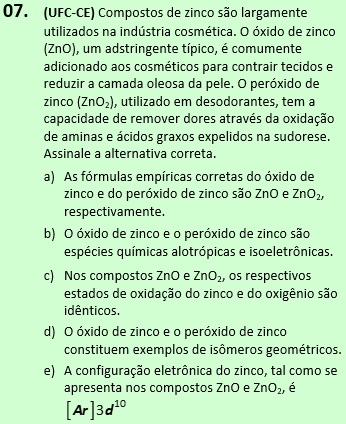 07. (UFC-CE) Compostos de zinco são largamente
utilizados na indústria cosmética. O óxido de zinco
(ZnO), um adstringente típico, é comumente
adicionado aos cosméticos para contrair tecidos e
reduzir a camada oleosa da pele. O peróxido de
zinco (ZnO₂), utilizado em desodorantes, tem a
capacidade de remover dores através da oxidação
de aminas e ácidos graxos expelidos na sudorese.
Assinale a alternativa correta.
a) As fórmulas empíricas corretas do óxido de
zinco e do peróxido de zinco são ZnO e ZnO₂,
respectivamente.
b) O óxido de zinco e o peróxido de zinco são
espécies químicas alotrópicas e isoeletrônicas.
c) Nos compostos ZnO e ZnO₂, os respectivos
estados de oxidação do zinco e do oxigênio são
idênticos.
d) O óxido de zinco e o peróxido de zinco
constituem exemplos de isômeros geométricos.
e) A configuração eletrônica do zinco, tal como se
apresenta nos compostos ZnO e ZnO₂, é
[Ar]3d¹⁰